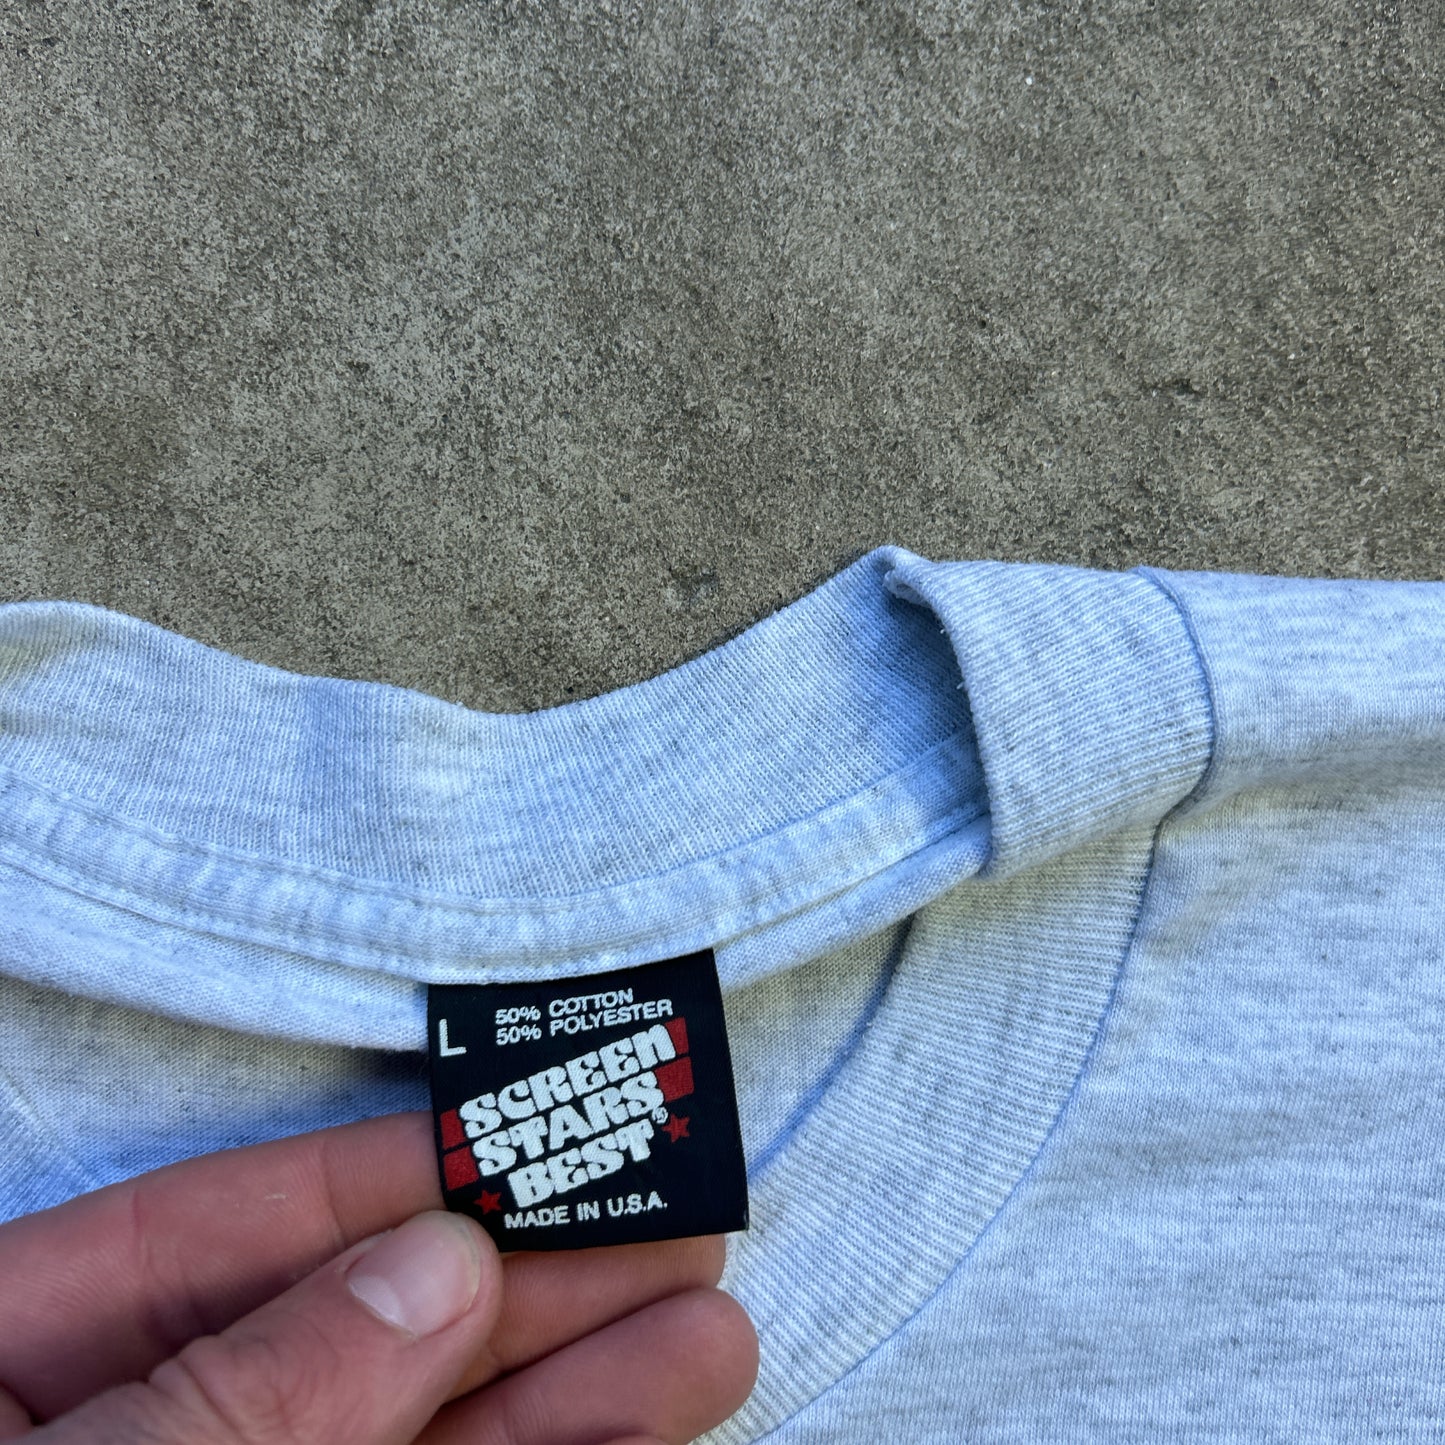 L
50% COTTON
50% POLYESTER
SCREEN
STARS®
BEST
MADE IN U.S.A.